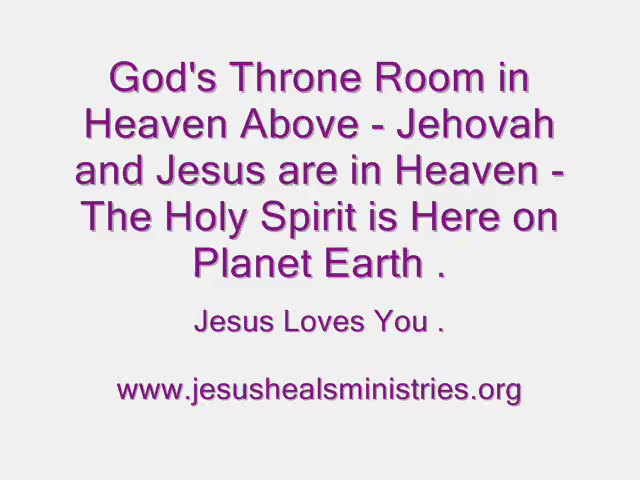 God's Throne Room in
Heaven Above - Jehovah
and Jesus are in Heaven -
The Holy Spirit is Here on
Planet Earth .
Jesus Loves You .
www.jesushealsministries.org